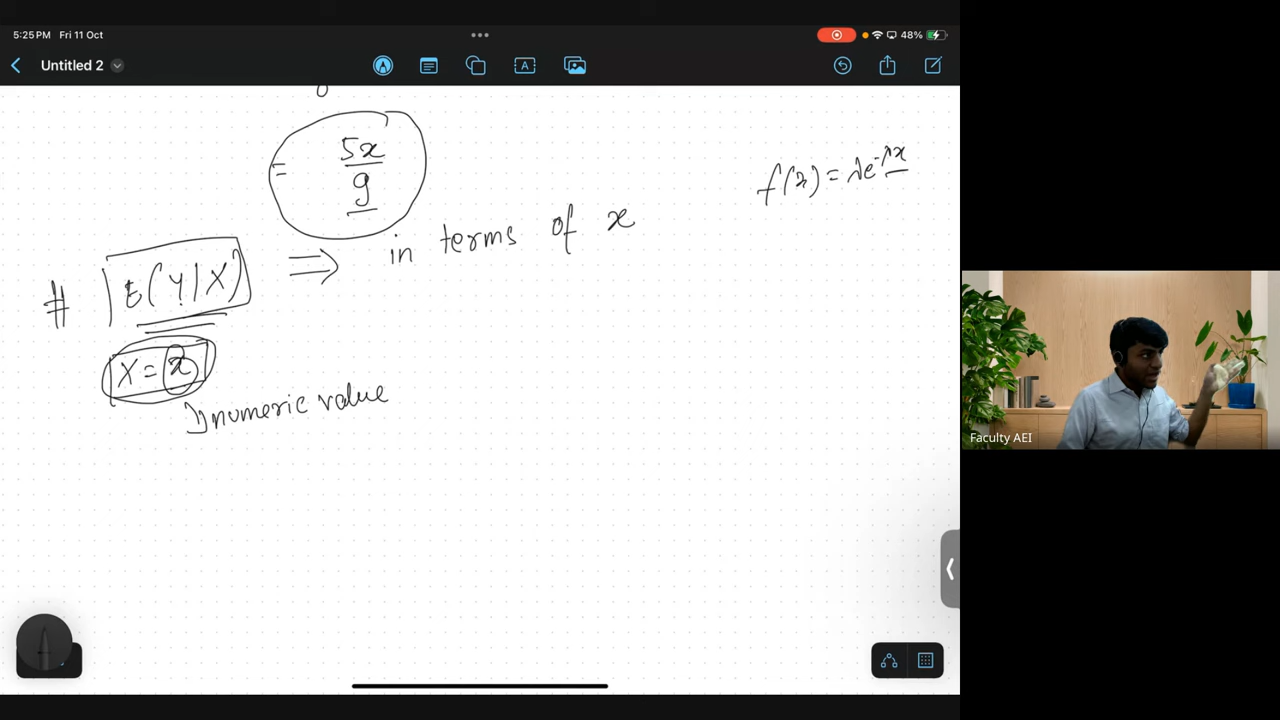 5:25 PM Fri 11 Oct
48%
Untitled 2
A
= 5x
9
f(x) = λe^-λx
# E(Y|X) ⇒ in terms of x
X = x
numeric value
Faculty AEI